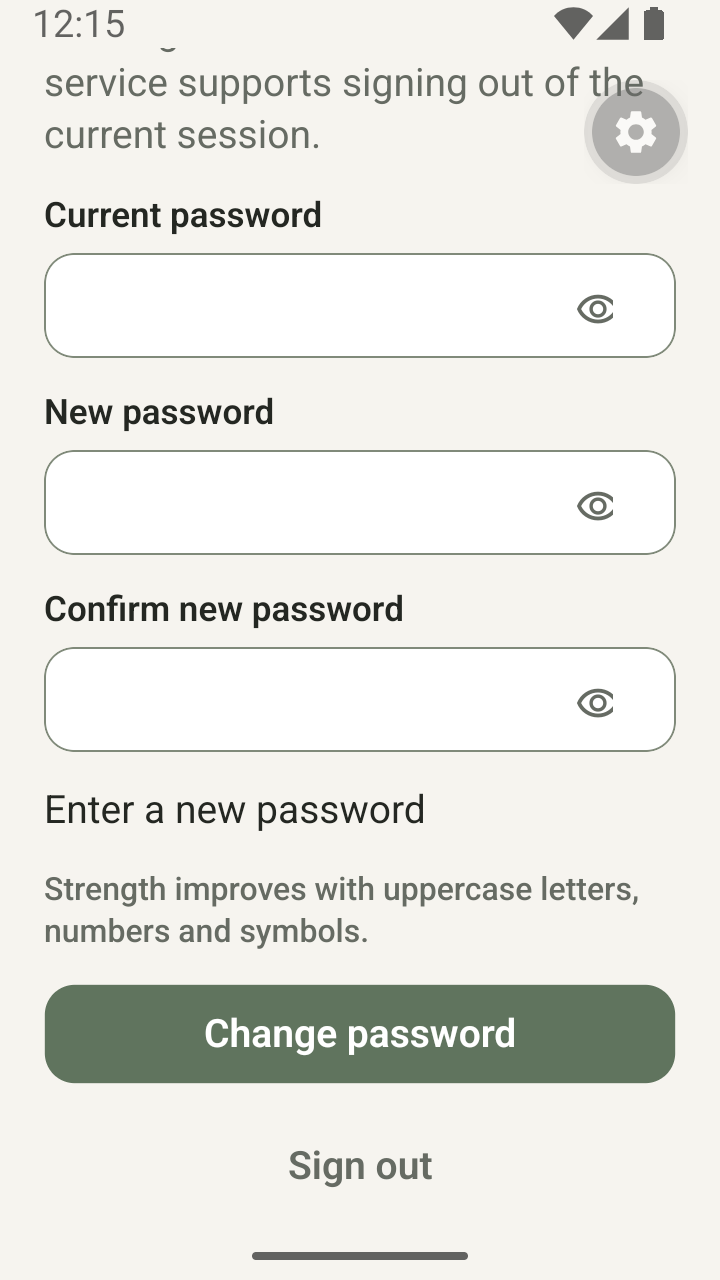 12:15
service supports signing out of the
current session.
Current password
New password
Confirm new password
Enter a new password
Strength improves with uppercase letters,
numbers and symbols.
Change password
Sign out